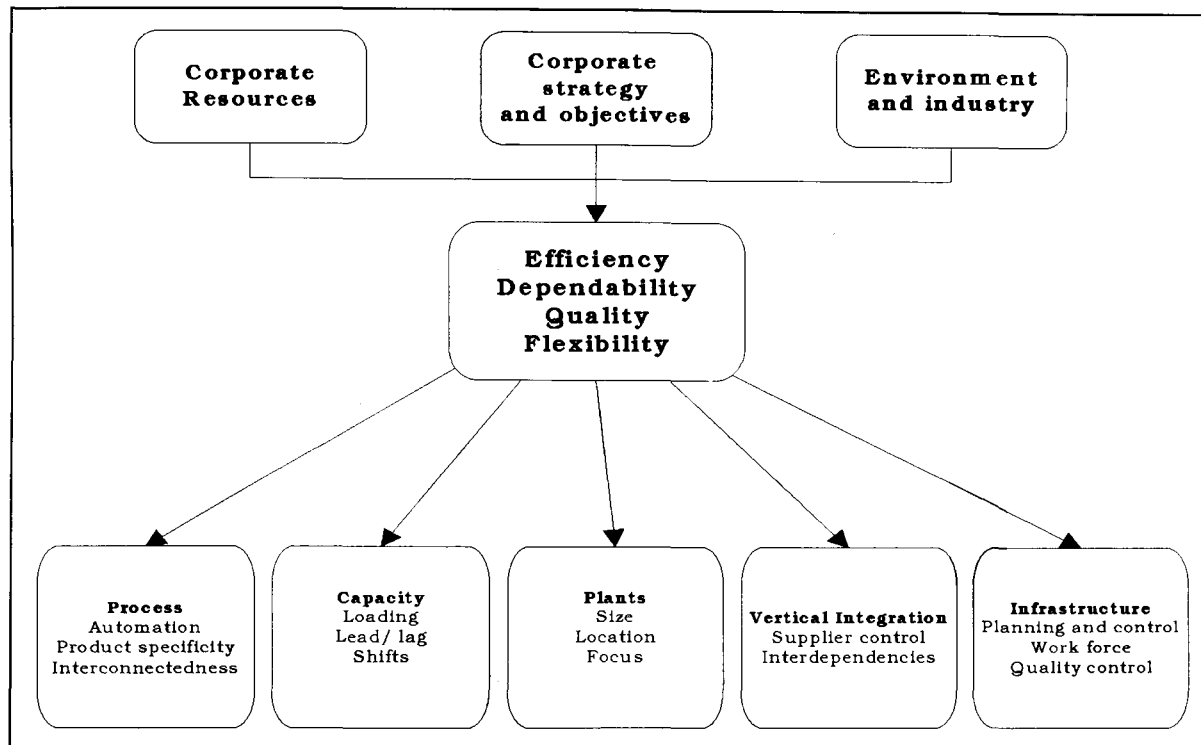 Corporate
Resources
Corporate
strategy
and objectives
Environment
and industry
Efficiency
Dependability
Quality
Flexibility
Process
Automation
Product specificity
Interconnectedness
Capacity
Loading
Lead/ lag
Shifts
Plants
Size
Location
Focus
Vertical Integration
Supplier control
Interdependencies
Infrastructure
Planning and control
Work force
Quality control